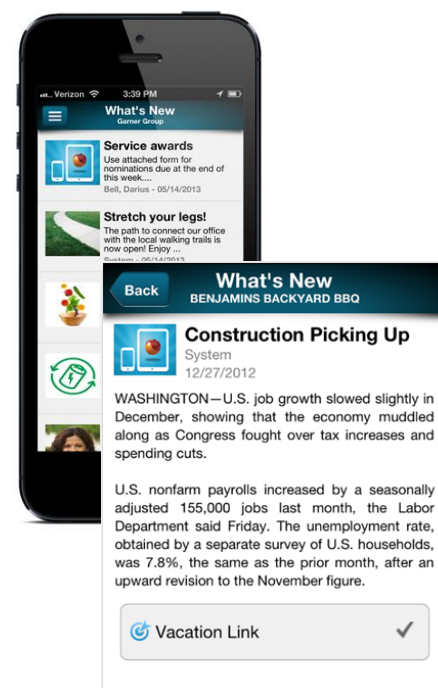 Verizon
3:39 PM
What's New
Garner Group
Service awards
Use attached form for
nominations due at the end of
this week....
Bell, Darius - 05/14/2013
Stretch your legs!
The path to connect our office
with the local walking trails is
now open! Enjoy ...
System - 05/14/2013
Back
What's New
BENJAMINS BACKYARD BBQ
Construction Picking Up
System
12/27/2012
WASHINGTON—U.S. job growth slowed slightly in
December, showing that the economy muddled
along as Congress fought over tax increases and
spending cuts.
U.S. nonfarm payrolls increased by a seasonally
adjusted 155,000 jobs last month, the Labor
Department said Friday. The unemployment rate,
obtained by a separate survey of U.S. households,
was 7.8%, the same as the prior month, after an
upward revision to the November figure.
Vacation Link